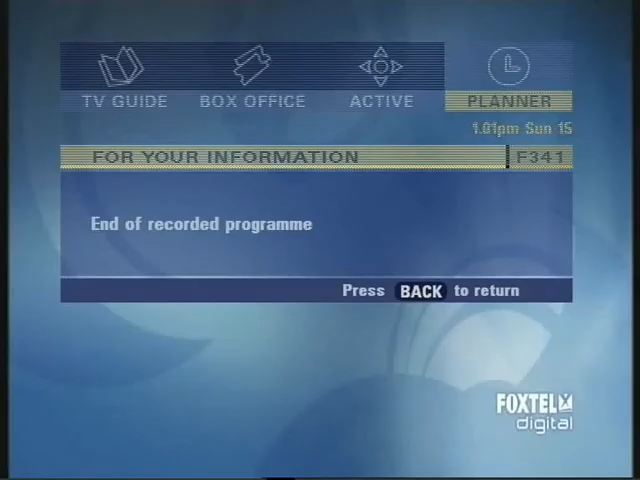 TV GUIDE BOX OFFICE ACTIVE PLANNER
1.01pm Sun 15
FOR YOUR INFORMATION F341
End of recorded programme
Press BACK to return
FOXTEL
digital